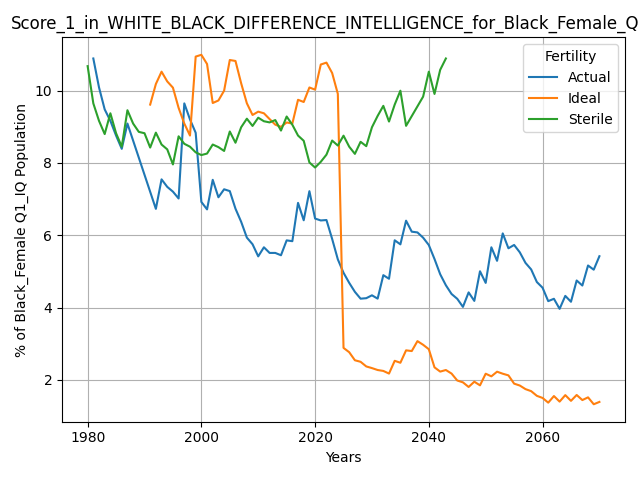 Score_1_in_WHITE_BLACK_DIFFERENCE_INTELLIGENCE_for_Black_Female_Q
Fertility
Actual
Ideal
Sterile
% of Black_Female Q1_IQ Population
10
8
6
4
2
1980
2000
2020
2040
2060
Years